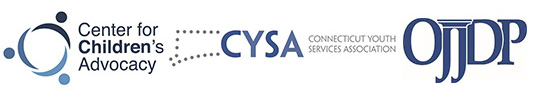 Center for
Children's
Advocacy
CYSA
CONNECTICUT YOUTH
SERVICES ASSOCIATION
OJJDP